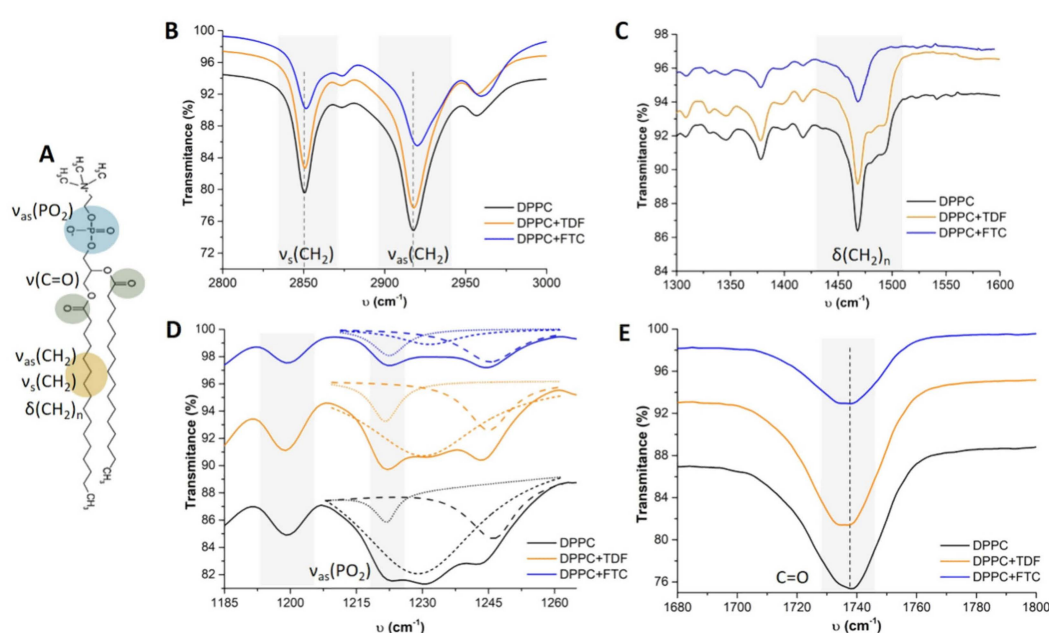 A
H₃C
CH₃
H₃C
N
νas(PO₂)
O
O⁻
P
O
O
ν(C=O)
O
O
O
O
νas(CH₂)
νs(CH₂)
δ(CH₂)n
CH₃
CH₃
B
100
96
92
88
84
80
76
72
Transmitance (%)
DPPC
DPPC+TDF
DPPC+FTC
νs(CH₂)
νas(CH₂)
2800
2850
2900
2950
3000
υ (cm⁻¹)
C
98
96
94
92
90
88
86
84
Transmitance (%)
DPPC
DPPC+TDF
DPPC+FTC
δ(CH₂)n
1300
1350
1400
1450
1500
1550
1600
υ (cm⁻¹)
D
100
98
96
94
92
90
88
86
84
82
Transmitance (%)
νas(PO₂)
DPPC
DPPC+TDF
DPPC+FTC
1185
1200
1215
1230
1245
1260
υ (cm⁻¹)
E
100
96
92
88
84
80
76
Transmitance (%)
C=O
DPPC
DPPC+TDF
DPPC+FTC
1680
1700
1720
1740
1760
1780
1800
υ (cm⁻¹)